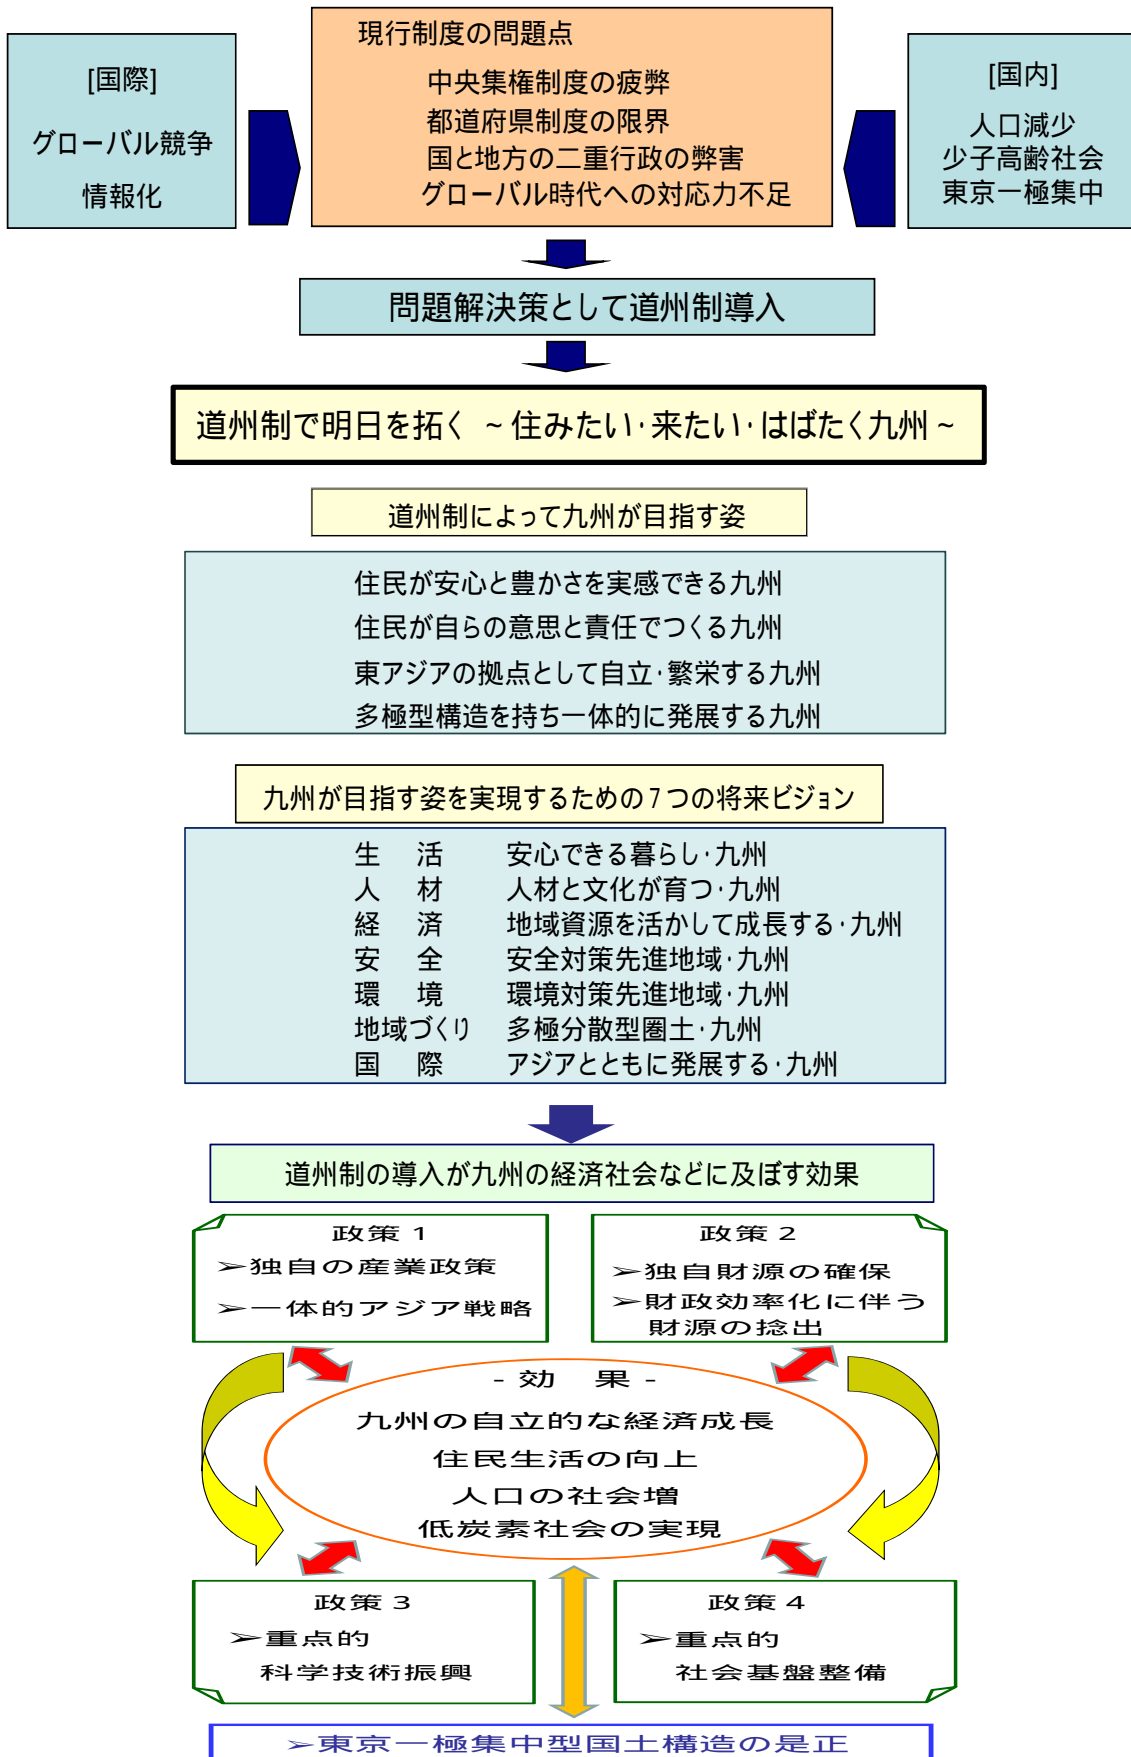 現行制度の問題点
中央集権制度の疲弊
都道府県制度の限界
国と地方の二重行政の弊害
グローバル時代への対応力不足
[国際]
グローバル競争
情報化
[国内]
人口減少
少子高齢社会
東京一極集中
問題解決策として道州制導入
道州制で明日を拓く ~住みたい・来たい・はばたく九州~
道州制によって九州が目指す姿
住民が安心と豊かさを実感できる九州
住民が自らの意思と責任でつくる九州
東アジアの拠点として自立・繁栄する九州
多極型構造を持ち一体的に発展する九州
九州が目指す姿を実現するための7つの将来ビジョン
生 活 安心できる暮らし・九州
人 材 人材と文化が育つ・九州
経 済 地域資源を活かして成長する・九州
安 全 安全対策先進地域・九州
環 境 環境対策先進地域・九州
地域づくり 多極分散型圏土・九州
国 際 アジアとともに発展する・九州
道州制の導入が九州の経済社会などに及ぼす効果
政策1
➢独自の産業政策
➢一体的アジア戦略
政策2
➢独自財源の確保
➢財政効率化に伴う
財源の捻出
- 効 果 -
九州の自立的な経済成長
住民生活の向上
人口の社会増
低炭素社会の実現
政策3
➢重点的
科学技術振興
政策4
➢重点的
社会基盤整備
➢東京一極集中型国土構造の是正